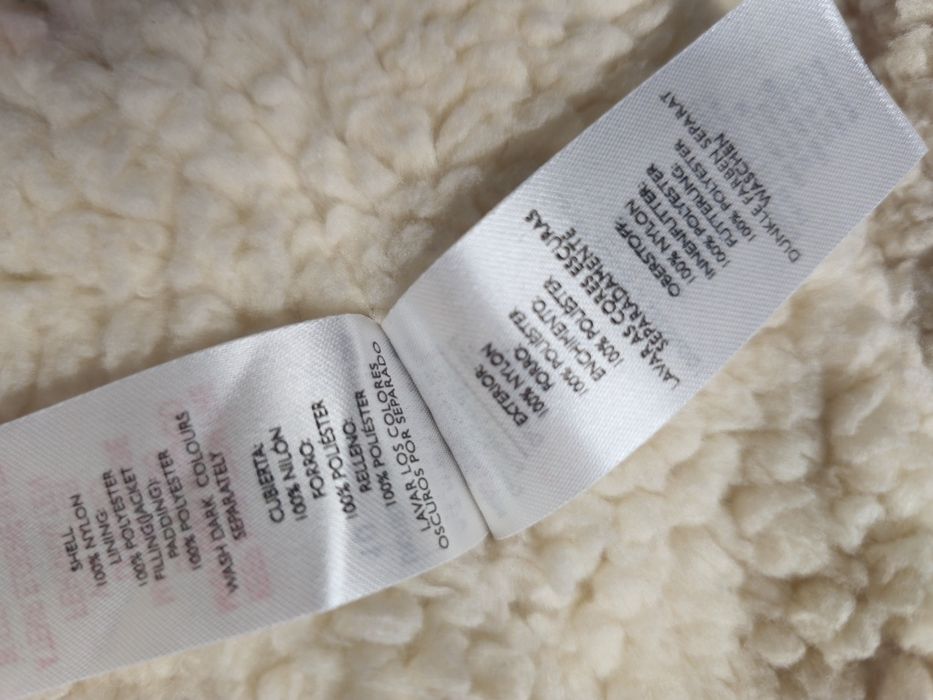 SHELL
100% NYLON
LINING:
100% POLYESTER
FILLING(JACKET
PADDING):
100% POLYESTER
WASH DARK COLOURS
SEPARATELY
CUBIERTA:
100% NILÓN
FORRO:
100% POLIÉSTER
RELLENO:
100% POLIÉSTER
LAVAR LOS COLORES
OSCUROS POR SEPARADO
EXTERIOR
100% NYLON
FORRO:
100% POLIÉSTER
ENCHIMENTO:
100% POLIÉSTER
LAVAR AS CORES ESCURAS
SEPARADAMENTE
OBERSTOFF:
100% NYLON
INNENFUTTER:
100% POLYESTER
FUTTERUNG:
100% POLYESTER
DUNKLE FARBEN SEPARAT
WASCHEN